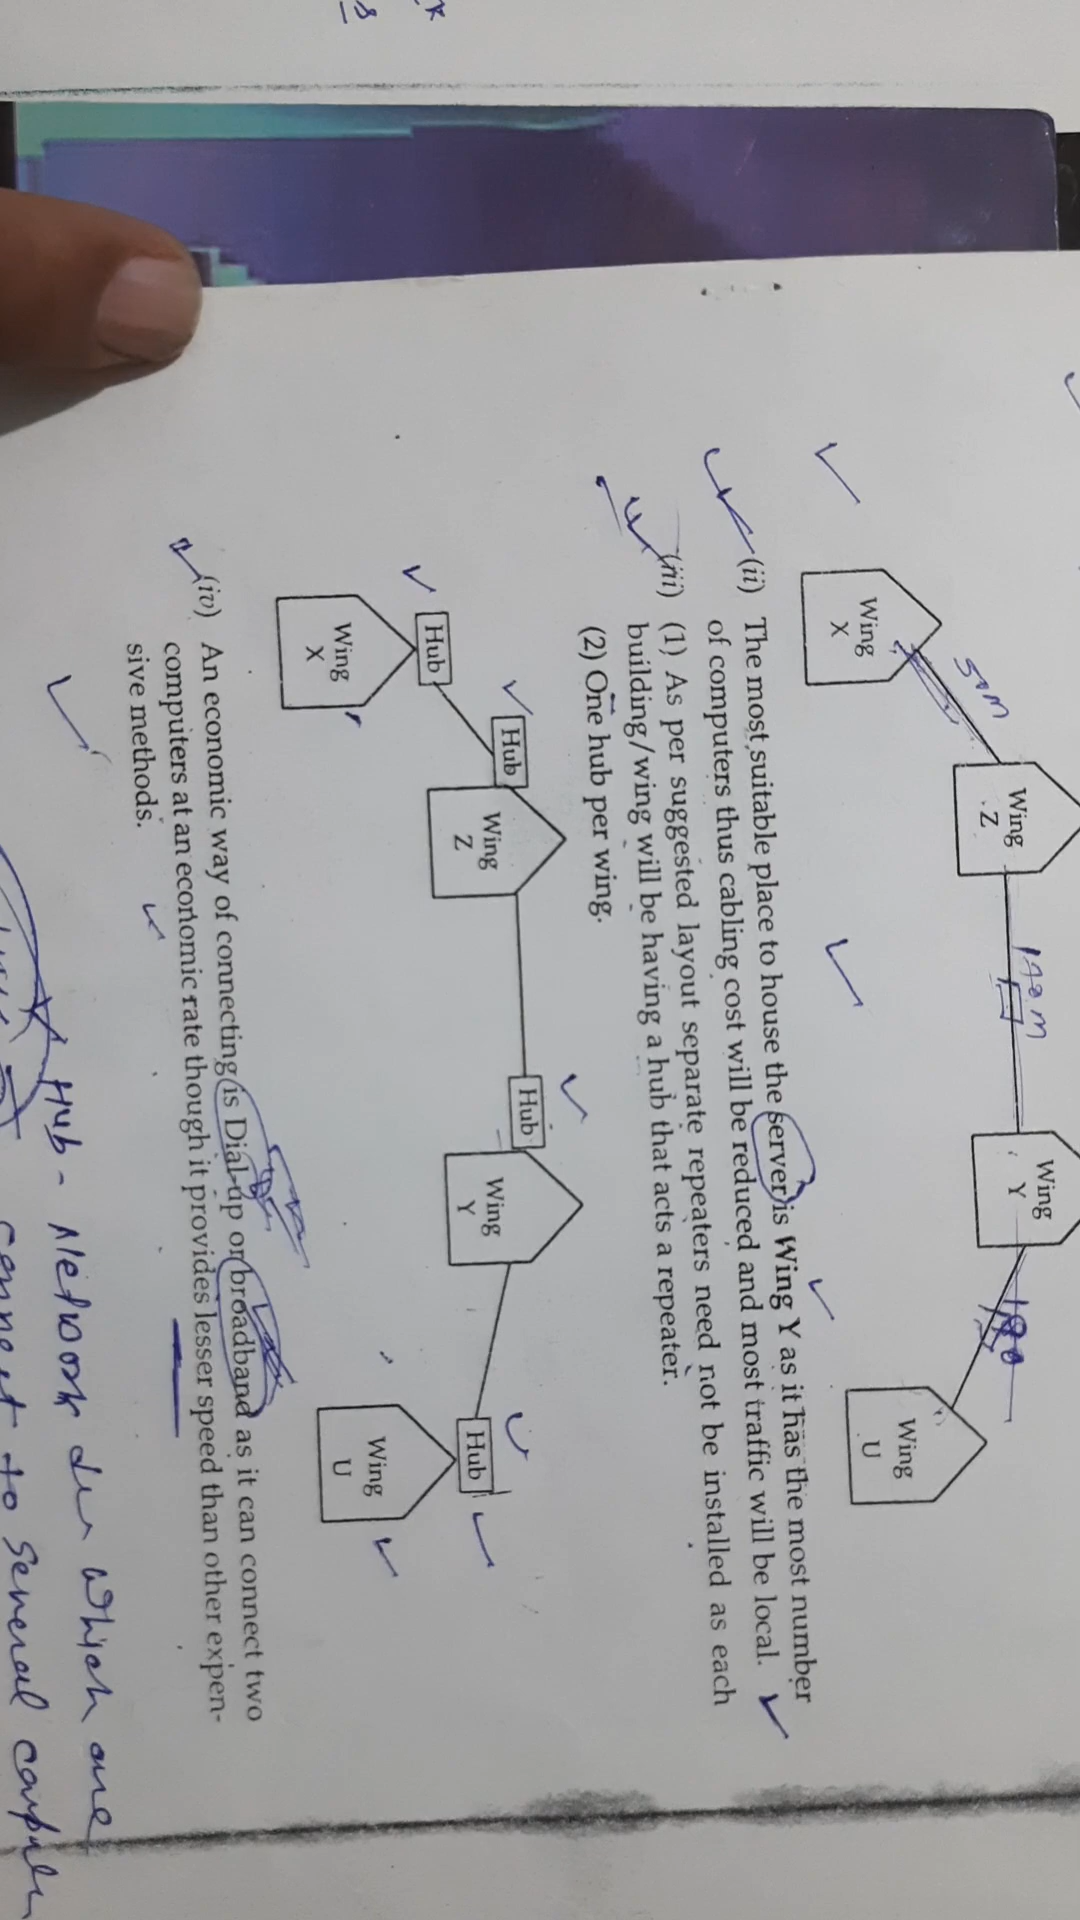 50m
140m
Wing
X
Wing
Z
Wing
Y
Wing
U
(ii) The most suitable place to house the server is Wing Y as it has the most number
of computers thus cabling cost will be reduced and most traffic will be local.
(iii) (1) As per suggested layout separate repeaters need not be installed as each
building/wing will be having a hub that acts a repeater.
(2) One hub per wing.
Hub
Hub
Hub
Hub
Wing
X
Wing
Z
Wing
Y
Wing
U
(iv) An economic way of connecting is Dial-up or broadband as it can connect two
computers at an economic rate though it provides lesser speed than other expen-
sive methods.
Hub - Network in which are
connect to several